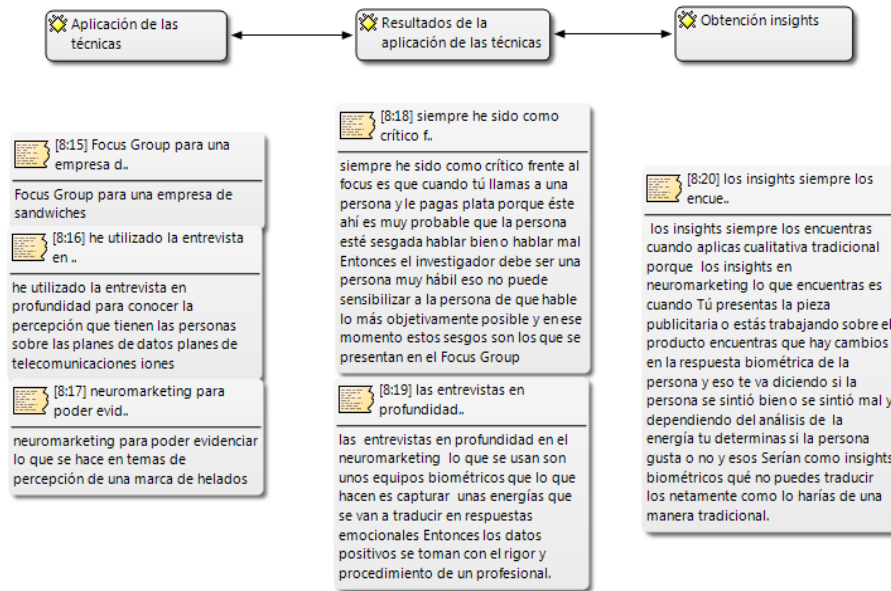 Aplicación de las
técnicas
Resultados de la
aplicación de las técnicas
Obtención insights
[8:15] Focus Group para una
empresa d..
Focus Group para una empresa de
sandwiches
[8:16] he utilizado la entrevista
en ..
he utilizado la entrevista en
profundidad para conocer la
percepción que tienen las personas
sobre las planes de datos planes de
telecomunicaciones iones
[8:17] neuromarketing para
poder evid..
neuromarketing para poder evidenciar
lo que se hace en temas de
percepción de una marca de helados
[8:18] siempre he sido como
crítico f..
siempre he sido como crítico frente al
focus es que cuando tú llamas a una
persona y le pagas plata porque éste
ahí es muy probable que la persona
esté sesgada hablar bien o hablar mal
Entonces el investigador debe ser una
persona muy hábil eso no puede
sensibilizar a la persona de que hable
lo más objetivamente posible y en ese
momento estos sesgos son los que se
presentan en el Focus Group
[8:19] las entrevistas en
profundidad..
las entrevistas en profundidad en el
neuromarketing lo que se usan son
unos equipos biométricos que lo que
hacen es capturar unas energías que
se van a traducir en respuestas
emocionales Entonces los datos
positivos se toman con el rigor y
procedimiento de un profesional.
[8:20] los insights siempre los
encue..
los insights siempre los encuentras
cuando aplicas cualitativa tradicional
porque los insights en
neuromarketing lo que encuentras es
cuando Tú presentas la pieza
publicitaria o estás trabajando sobre el
producto encuentras que hay cambios
en la respuesta biométrica de la
persona y eso te va diciendo si la
persona se sintió bien o se sintió mal y
dependiendo del análisis de la
energía tu determinas si la persona
gusta o no y esos Serían como insights
biométricos qué no puedes traducir
los netamente como lo harías de una
manera tradicional.